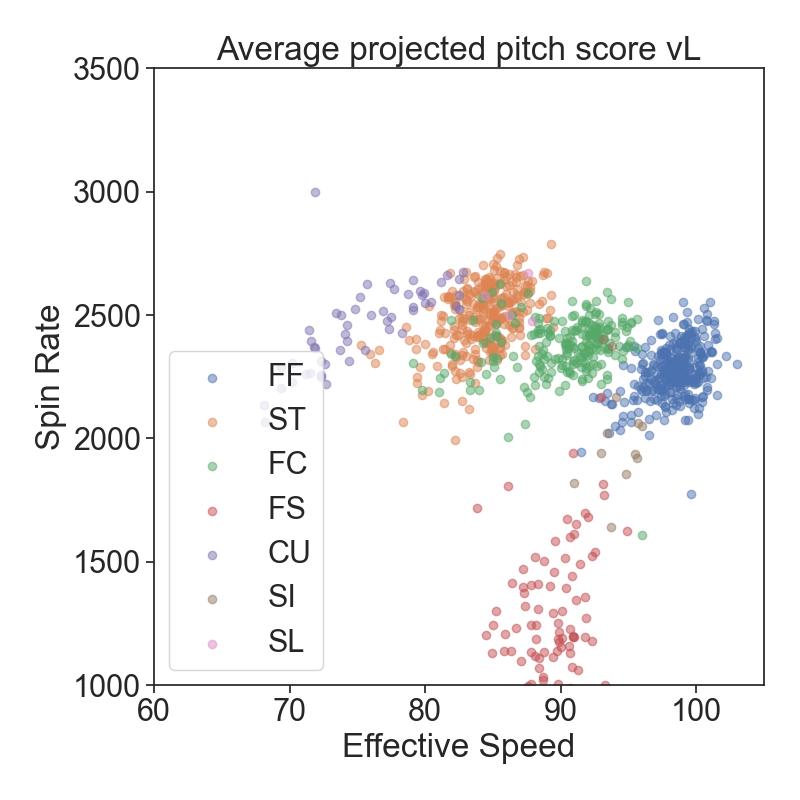 Average projected pitch score vL
3500
3000
2500
2000
1500
1000
Spin Rate
FF
ST
FC
FS
CU
SI
SL
60 70 80 90 100
Effective Speed